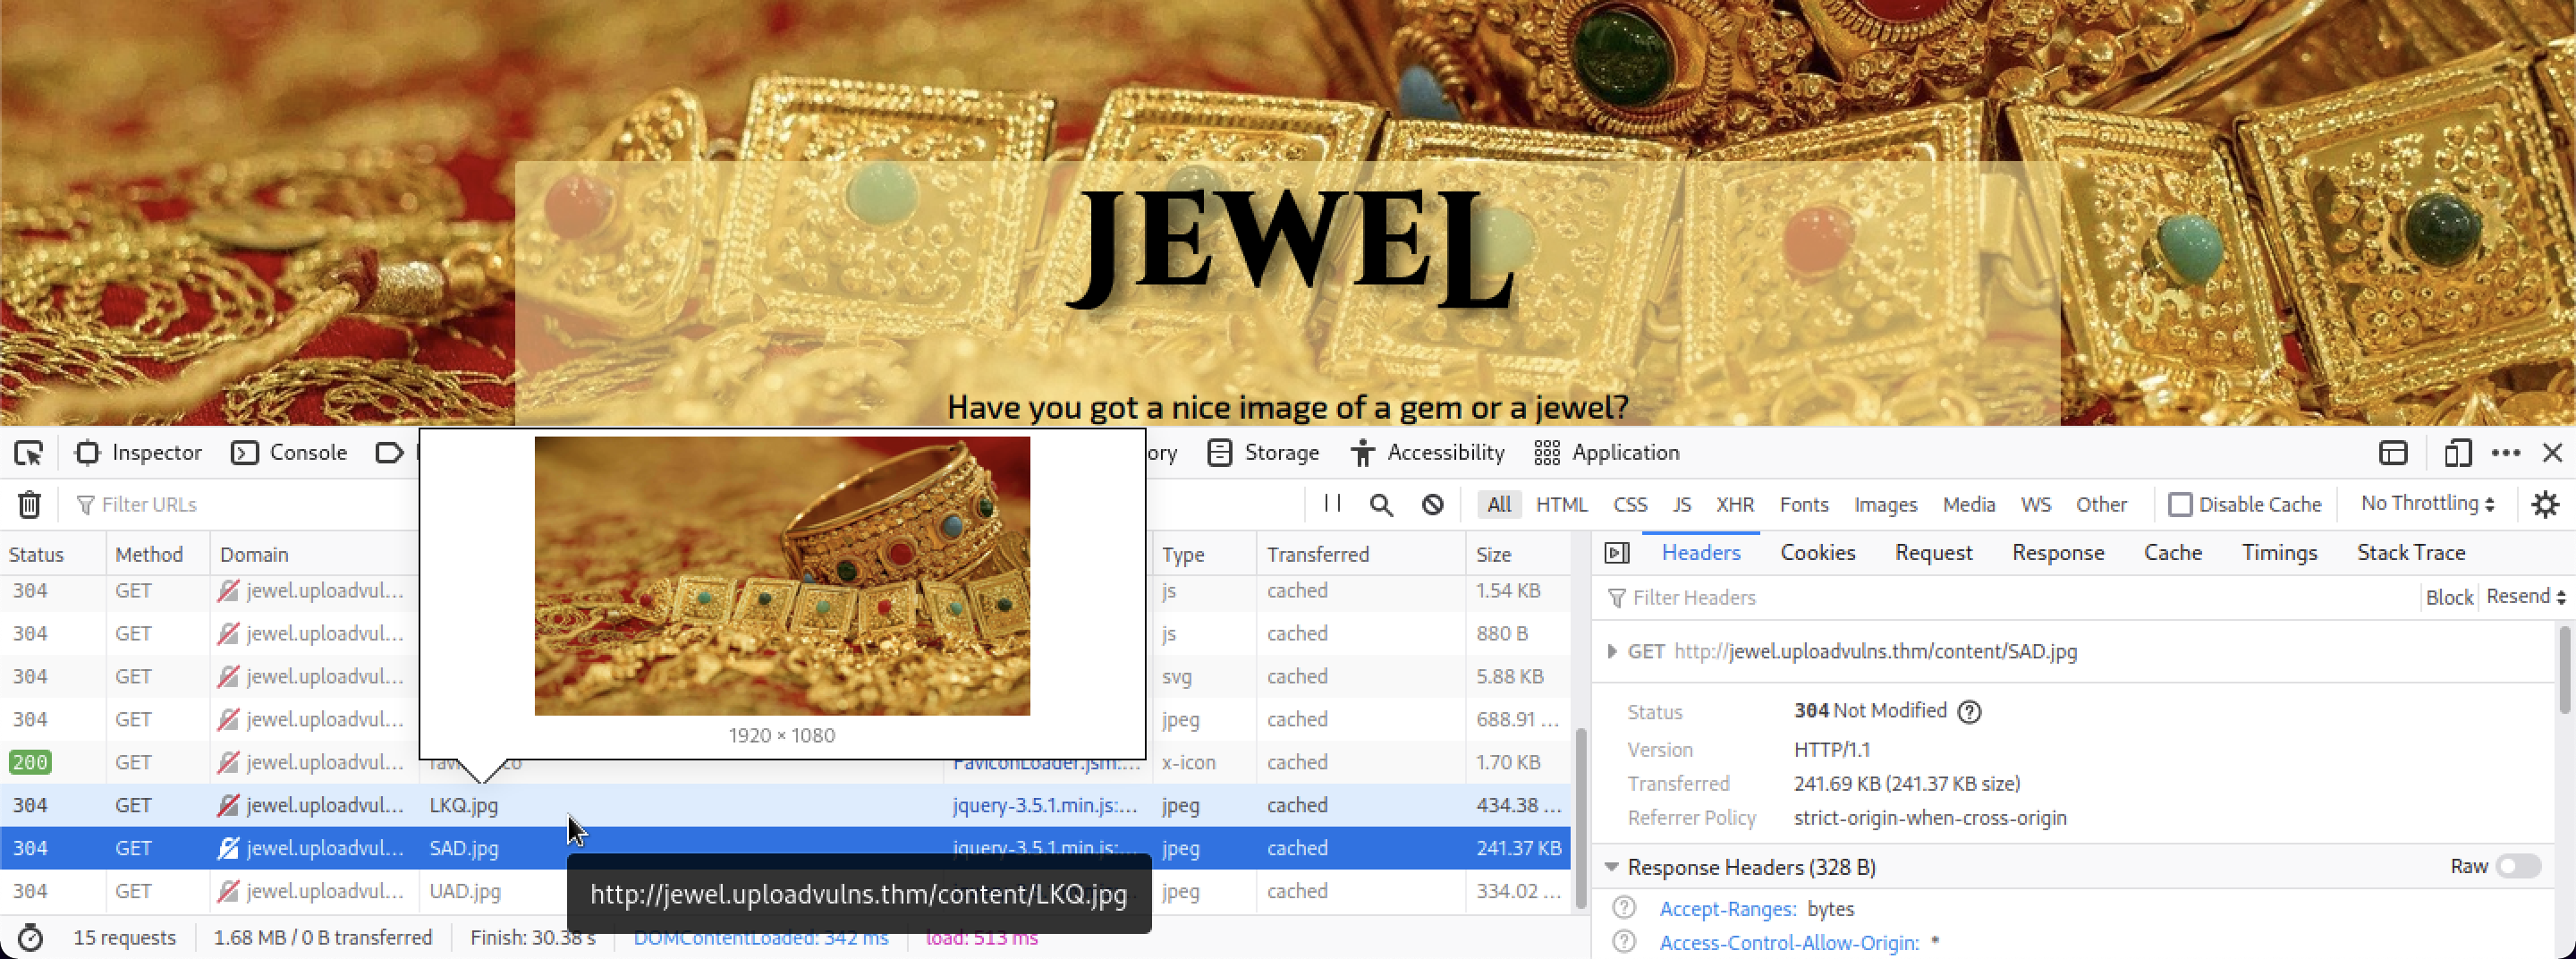 JEWEL
Have you got a nice image of a gem or a jewel?
Inspector Console ory Storage Accessibility Application
Filter URLs All HTML CSS JS XHR Fonts Images Media WS Other Disable Cache No Throttling
Status Method Domain Type Transferred Size
304 GET jewel.uploadvul... js cached 1.54 KB
304 GET jewel.uploadvul... js cached 880 B
304 GET jewel.uploadvul... svg cached 5.88 KB
304 GET jewel.uploadvul... jpeg cached 688.91 ...
1920 × 1080
200 GET jewel.uploadvul... FaviconLoader.jsm:... x-icon cached 1.70 KB
304 GET jewel.uploadvul... LKQ.jpg jquery-3.5.1.min.js:... jpeg cached 434.38 ...
304 GET jewel.uploadvul... SAD.jpg jquery-3.5.1.min.js:... jpeg cached 241.37 KB
304 GET jewel.uploadvul... UAD.jpg jpeg cached 334.02 ...
http://jewel.uploadvulns.thm/content/LKQ.jpg
15 requests 1.68 MB / 0 B transferred Finish: 30.38 s DOMContentLoaded: 342 ms load: 513 ms
Headers Cookies Request Response Cache Timings Stack Trace
Filter Headers Block Resend
GET http://jewel.uploadvulns.thm/content/SAD.jpg
Status 304 Not Modified
Version HTTP/1.1
Transferred 241.69 KB (241.37 KB size)
Referrer Policy strict-origin-when-cross-origin
Response Headers (328 B) Raw
Accept-Ranges: bytes
Access-Control-Allow-Origin: *